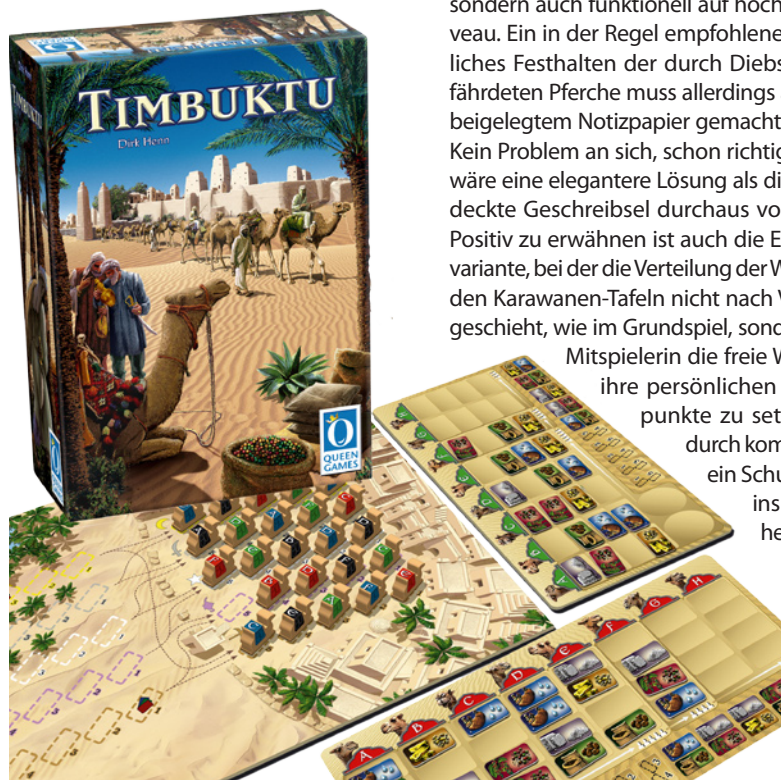 sondern auch funktionell auf hoch
veau. Ein in der Regel empfohlene
liches Festhalten der durch Diebs
fährdeten Pferche muss allerdings
beigelegtem Notizpapier gemacht
Kein Problem an sich, schon richtig
wäre eine elegantere Lösung als di
deckte Geschreibsel durchaus vo
Positiv zu erwähnen ist auch die E
variante, bei der die Verteilung der W
den Karawanen-Tafeln nicht nach V
geschieht, wie im Grundspiel, sond
Mitspielerin die freie W
ihre persönlichen
punkte zu set
durch kom
ein Schu
ins
he
TIMBUKTU
Dirk Henn
QUEEN
GAMES
A B C D E F G H